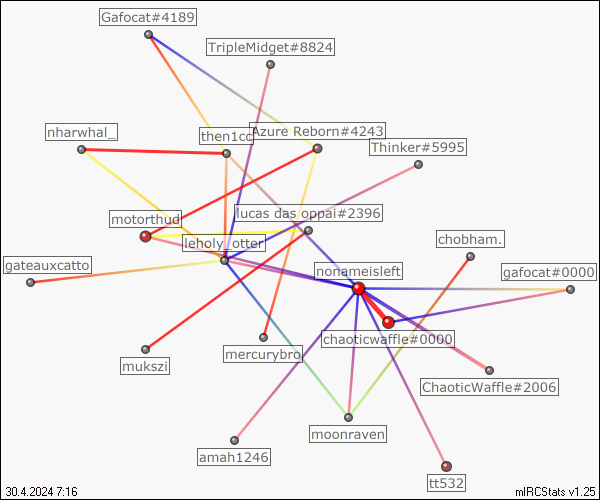 Gafocat#4189
TripleMidget#8824
nharwhal_
then1cc
Azure Reborn#4243
Thinker#5995
motorthud
lucas das oppai#2396
leholy_otter
chobham.
gateauxcatto
nonameisleft
gafocat#0000
chaoticwaffle#0000
mukszi
mercurybro
ChaoticWaffle#2006
moonraven
amah1246
tt532
30.4.2024 7:16
mIRCStats v1.25